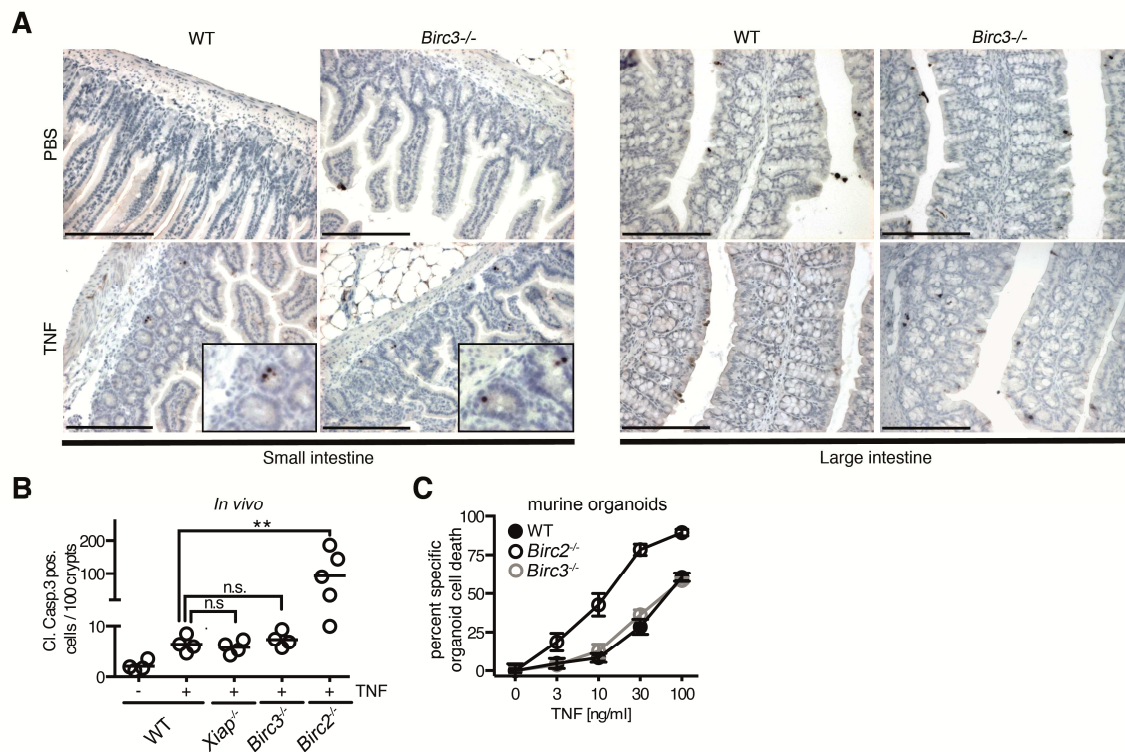 A
WT
Birc3-/-
WT
Birc3-/-
PBS
TNF
Small intestine
Large intestine
B
In vivo
Cl. Casp.3 pos.
cells / 100 crypts
200
100
10
0
**
n.s.
n.s
- + + + + TNF
WT
Xiap-/-
Birc3-/-
Birc2-/-
C
murine organoids
percent specific
organoid cell death
100
75
50
25
0
WT
Birc2-/-
Birc3-/-
0 3 10 30 100
TNF [ng/ml]